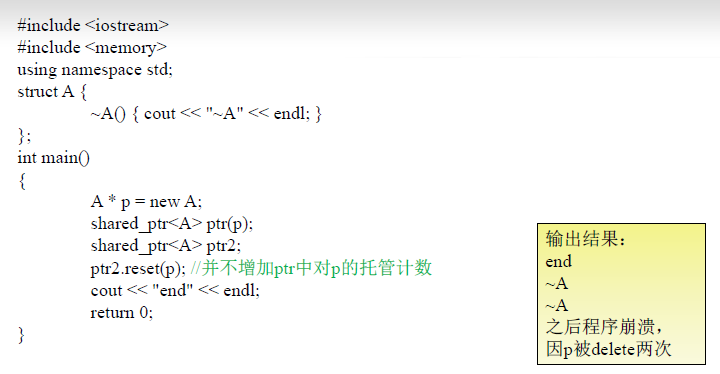 #include <iostream>
#include <memory>
using namespace std;
struct A {
~A() { cout << "~A" << endl; }
};
int main()
{
A * p = new A;
shared_ptr<A> ptr(p);
shared_ptr<A> ptr2;
ptr2.reset(p); //并不增加ptr中对p的托管计数
cout << "end" << endl;
return 0;
}
输出结果：
end
~A
~A
之后程序崩溃，
因p被delete两次